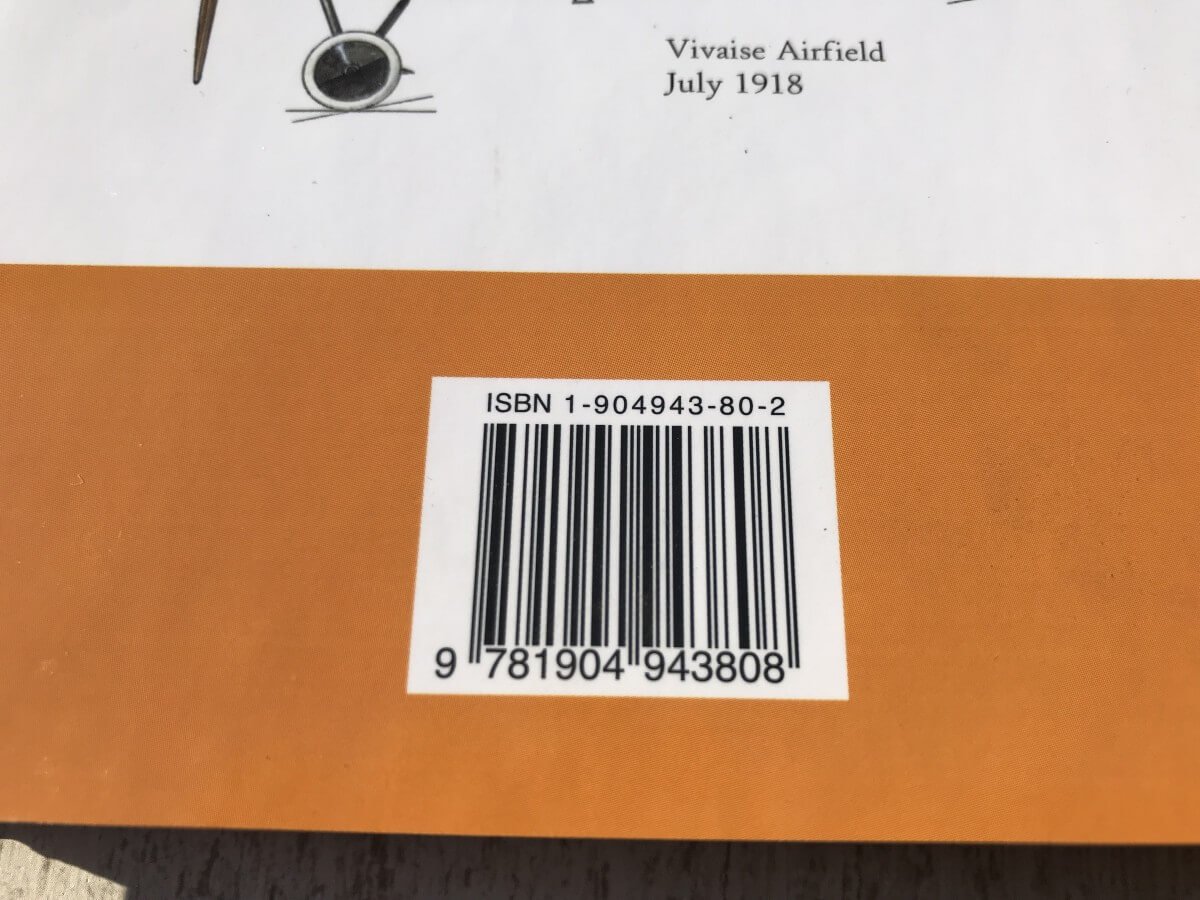 Vivaise Airfield
July 1918
ISBN 1-904943-80-2
9 781904 943808